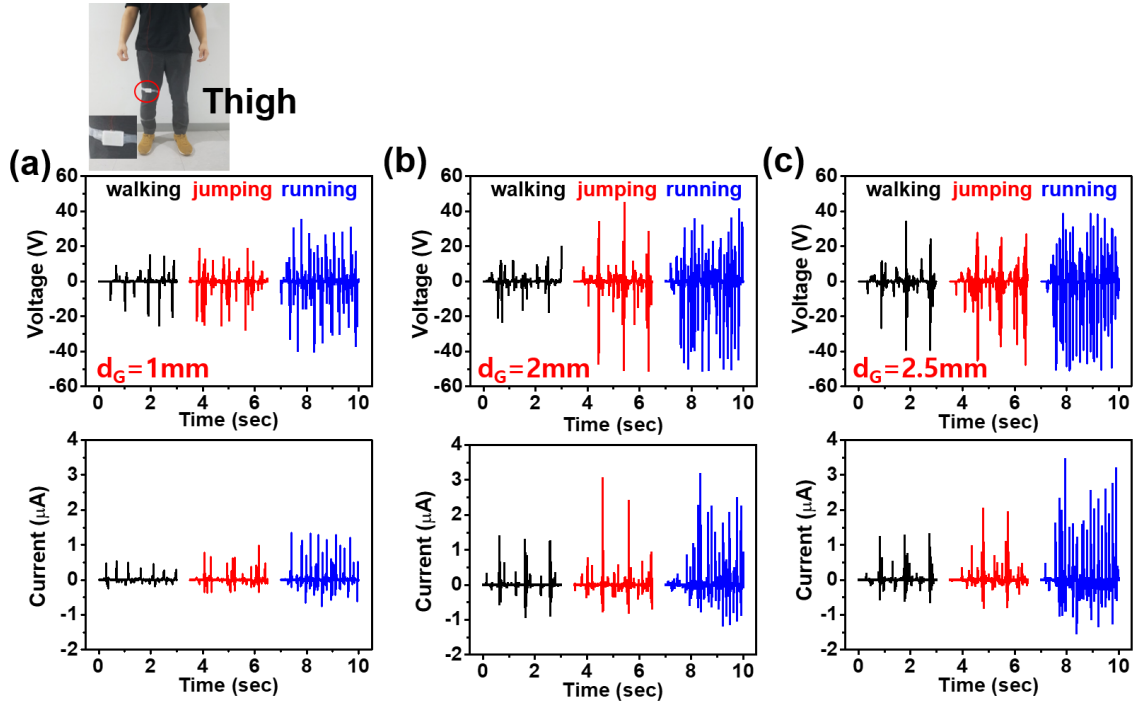 Thigh
(a)
walking jumping running
Voltage (V)
60
40
20
0
-20
-40
-60
d_G=1mm
0 2 4 6 8 10
Time (sec)
Current (μA)
4
3
2
1
0
-1
-2
0 2 4 6 8 10
Time (sec)
(b)
walking jumping running
Voltage (V)
60
40
20
0
-20
-40
-60
d_G=2mm
0 2 4 6 8 10
Time (sec)
Current (μA)
4
3
2
1
0
-1
-2
0 2 4 6 8 10
Time (sec)
(c)
walking jumping running
Voltage (V)
60
40
20
0
-20
-40
-60
d_G=2.5mm
0 2 4 6 8 10
Time (sec)
Current (μA)
4
3
2
1
0
-1
-2
0 2 4 6 8 10
Time (sec)